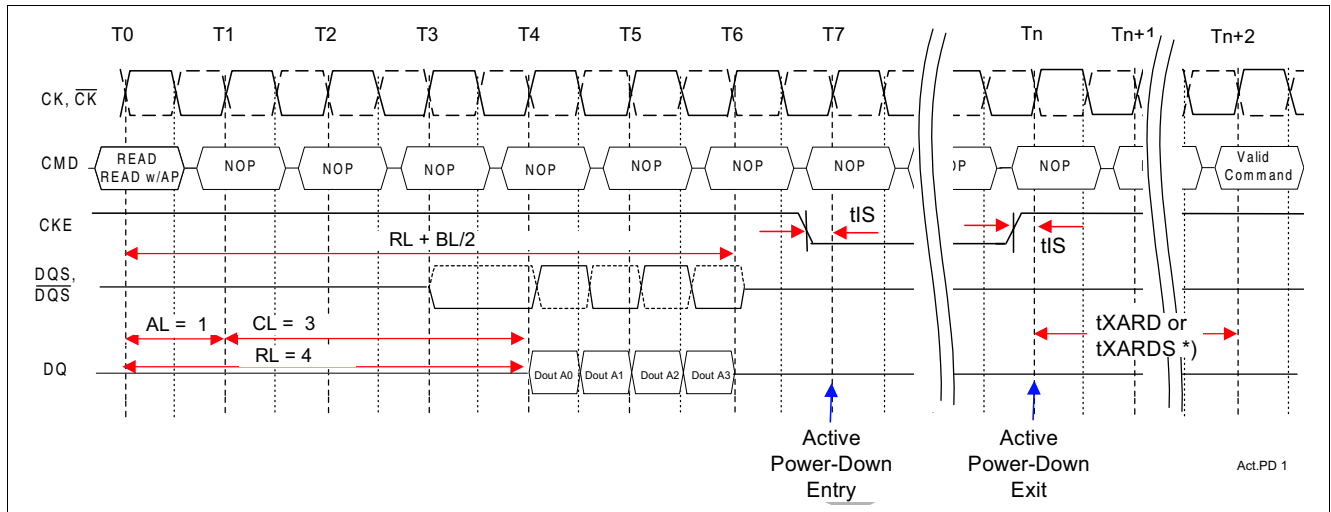 T0 T1 T2 T3 T4 T5 T6 T7 Tn Tn+1 Tn+2
CK, CK
CMD READ NOP NOP NOP NOP NOP NOP NOP NOP Valid
READ w/AP Command
CKE tIS tIS
RL + BL/2
DQS,
DQS
AL = 1 CL = 3 tXARD or
RL = 4 tXARDS *)
DQ Dout A0 Dout A1 Dout A2 Dout A3
Active Active
Power-Down Power-Down
Entry Exit
Act.PD 1